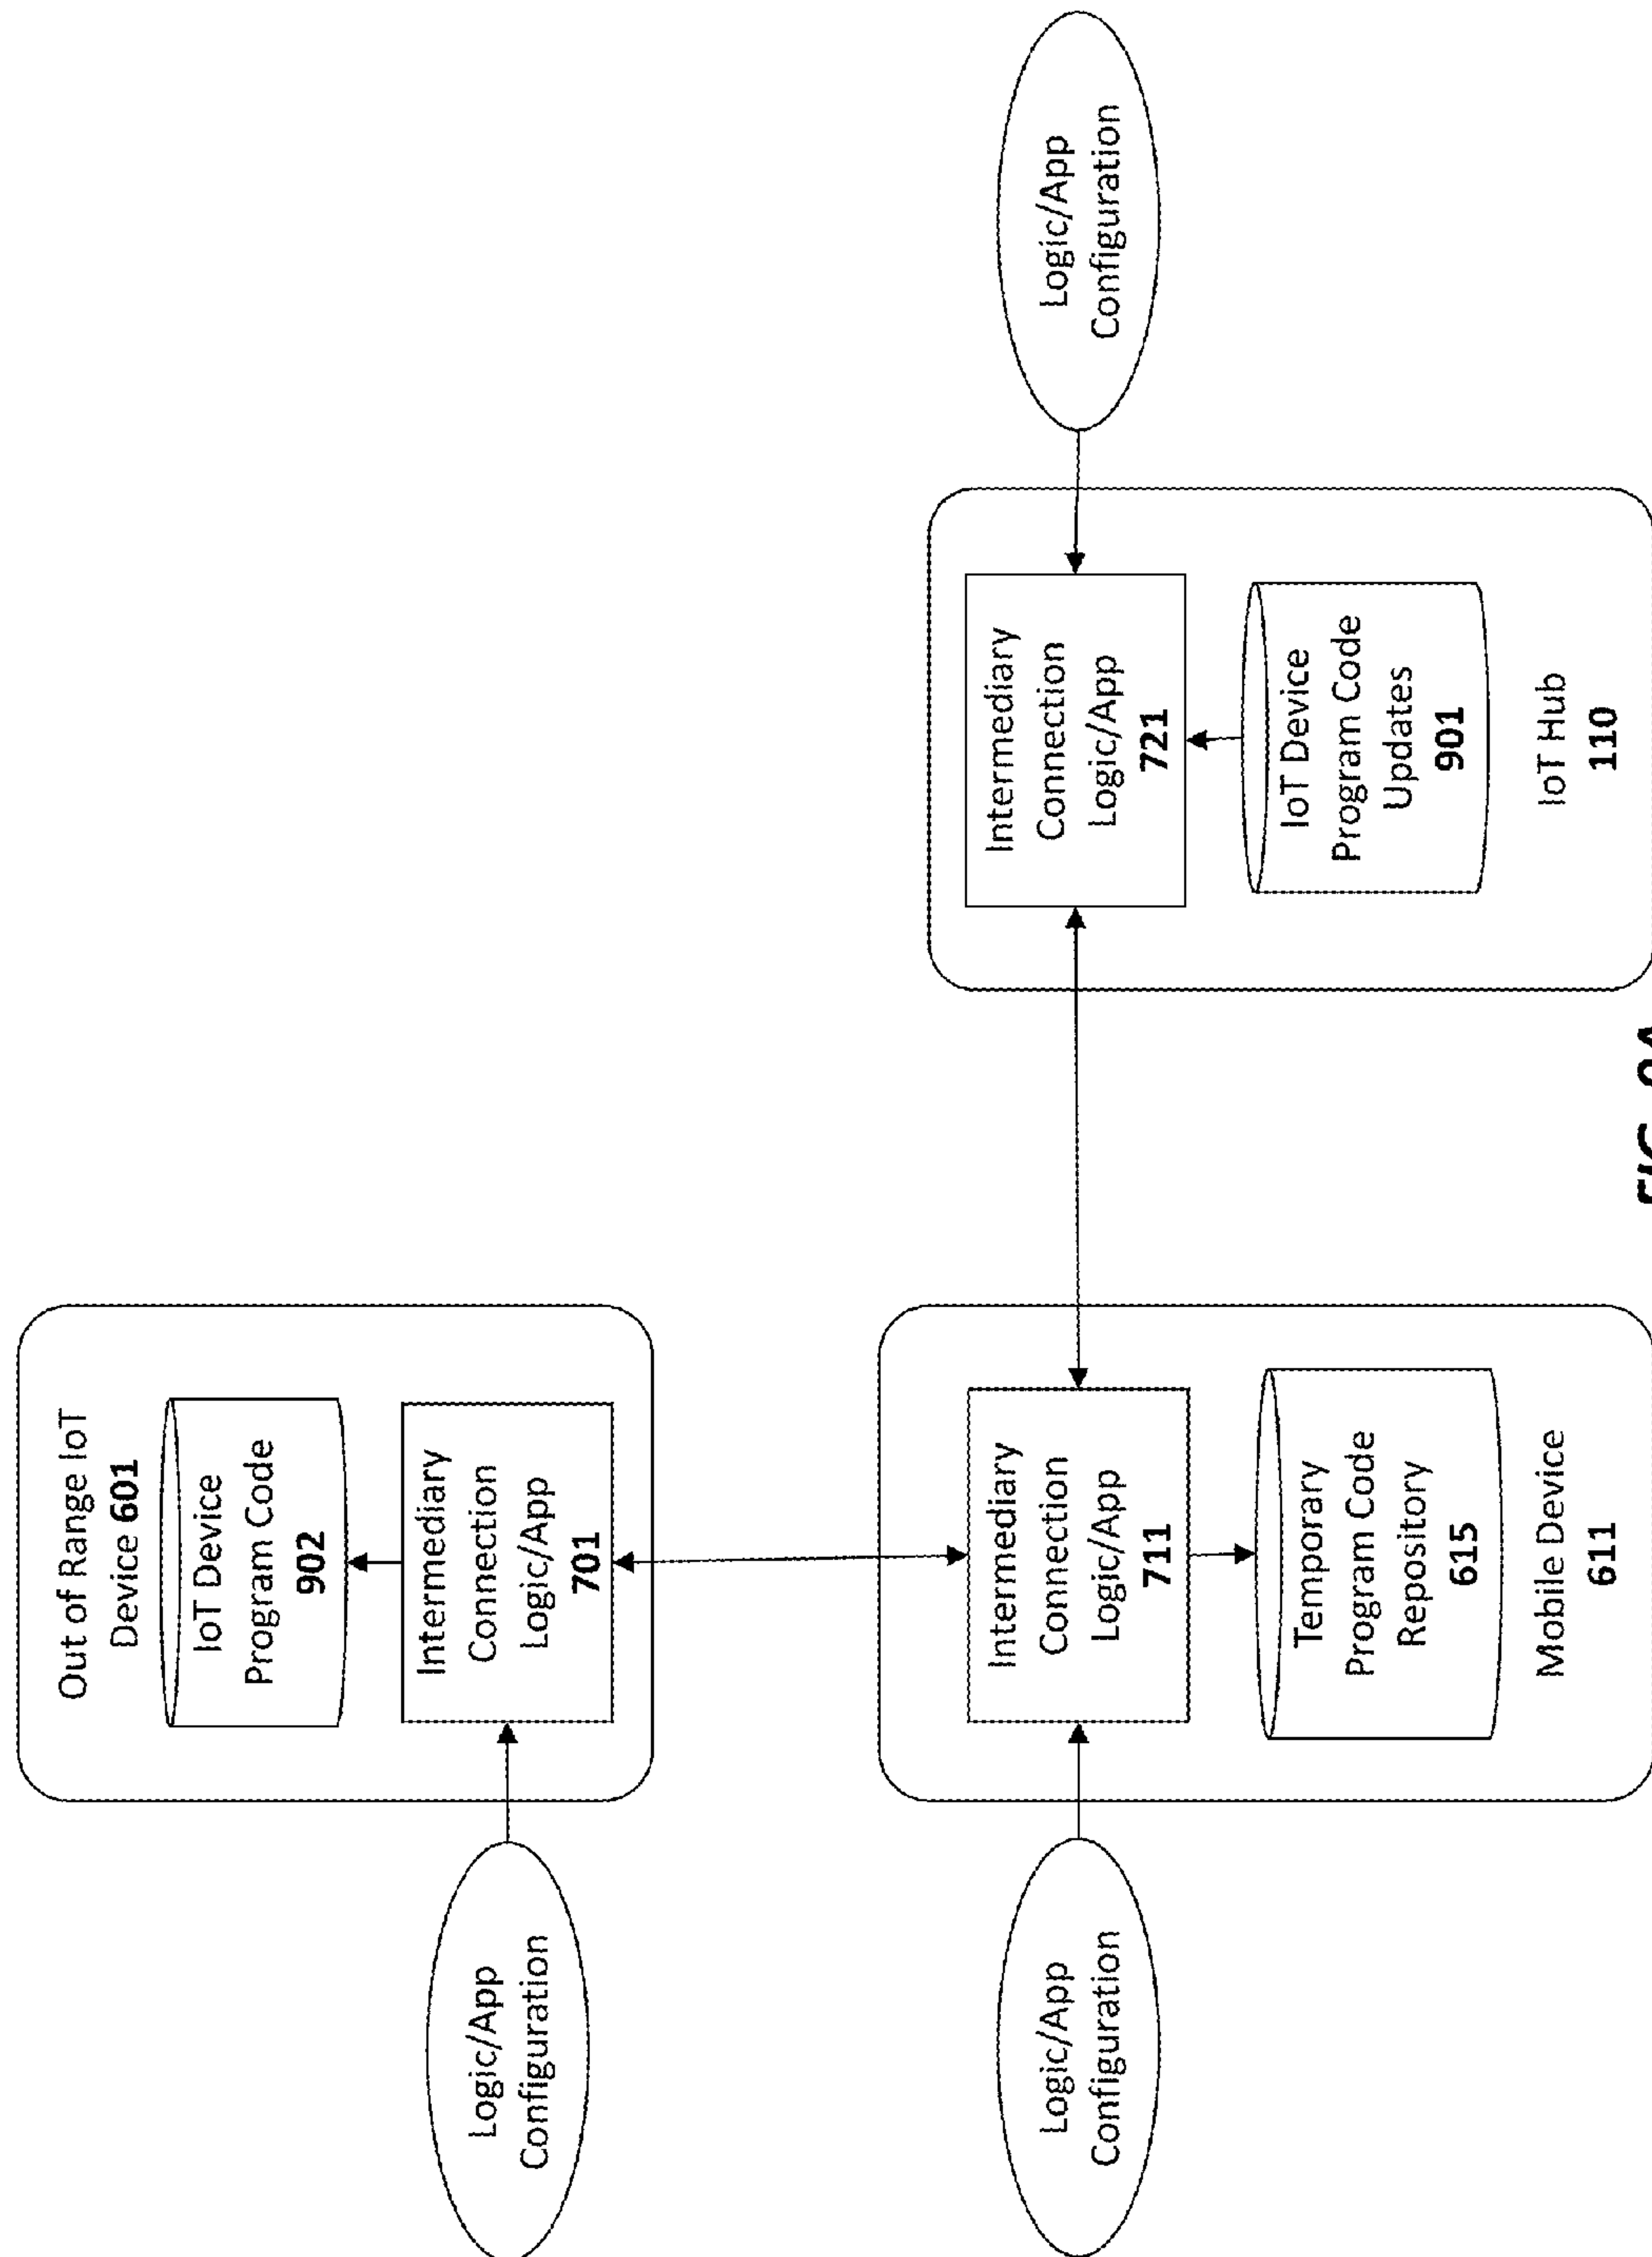 Out of Range IoT
Device 601
IoT Device
Program Code
902
Logic/App
Configuration
Intermediary
Connection
Logic/App
701
Logic/App
Configuration
Intermediary
Connection
Logic/App
711
Temporary
Program Code
Repository
615
Mobile Device
611
Intermediary
Connection
Logic/App
721
IoT Device
Program Code
Updates
901
IoT Hub
110
Logic/App
Configuration
FIG. 9A